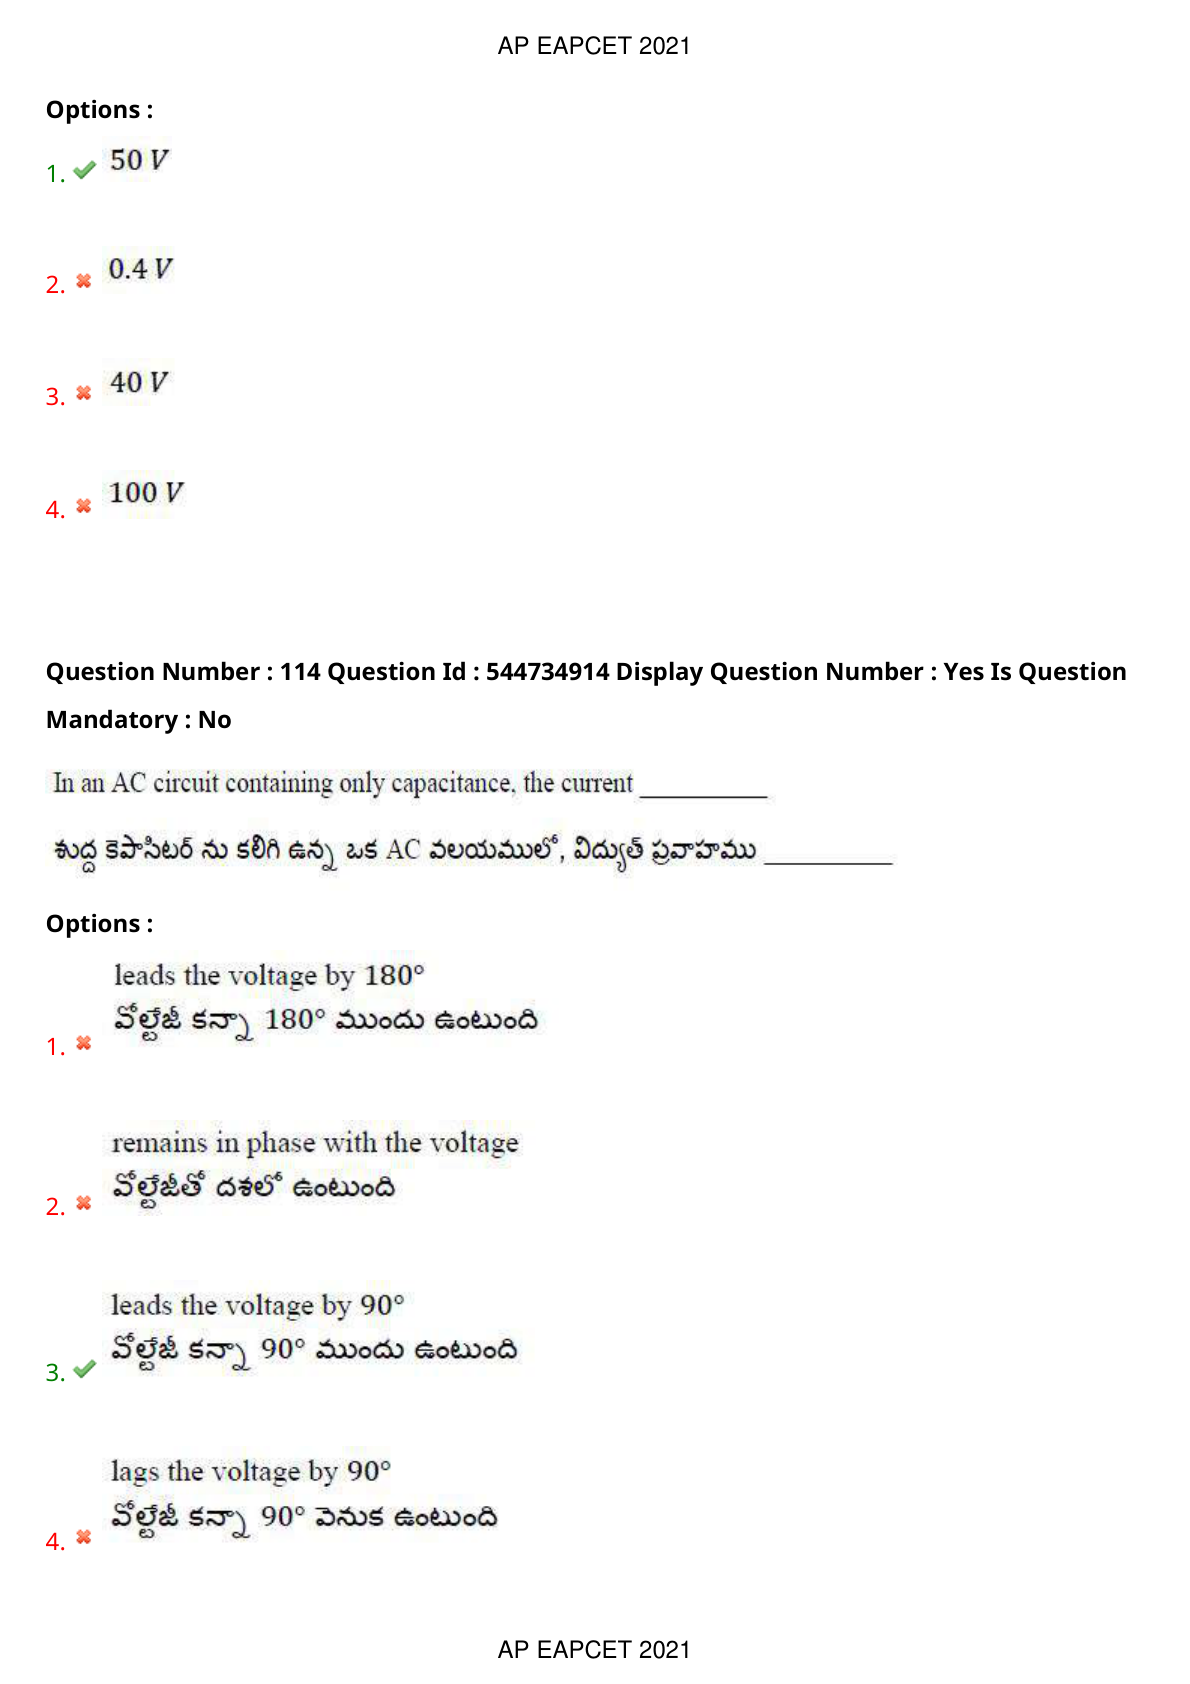 AP EAPCET 2021
Options :
1. 50 V
2. 0.4 V
3. 40 V
4. 100 V
Question Number : 114 Question Id : 544734914 Display Question Number : Yes Is Question
Mandatory : No
In an AC circuit containing only capacitance, the current __________
శుద్ధ కెపాసిటర్ ను కలిగి ఉన్న ఒక AC వలయములో, విద్యుత్ ప్రవాహము __________
Options :
leads the voltage by 180°
వోల్టేజీ కన్నా 180° ముందు ఉంటుంది
1.
remains in phase with the voltage
వోల్టేజీతో దశలో ఉంటుంది
2.
leads the voltage by 90°
వోల్టేజీ కన్నా 90° ముందు ఉంటుంది
3.
lags the voltage by 90°
వోల్టేజీ కన్నా 90° వెనుక ఉంటుంది
4.
AP EAPCET 2021